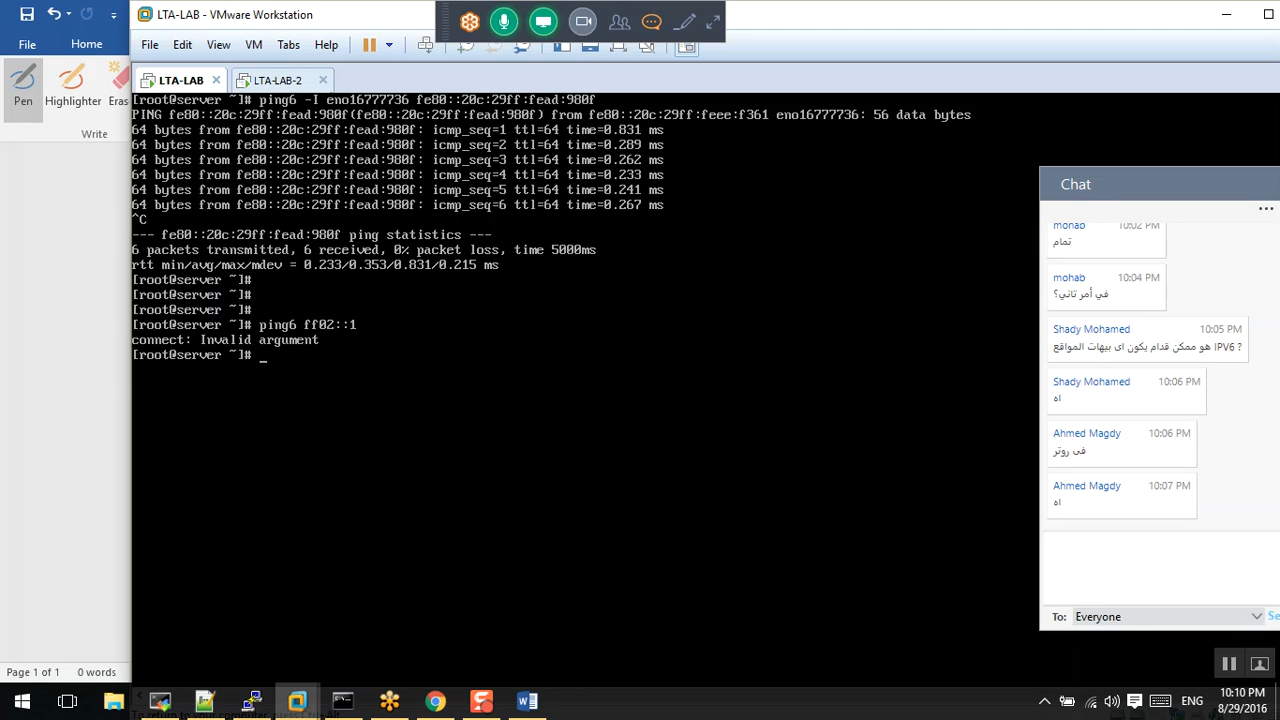 LTA-LAB - VMware Workstation
File
Home
File Edit View VM Tabs Help
Pen
Highlighter
Eras
Write
LTA-LAB
LTA-LAB-2
[root@server ~]# ping6 -I eno16777736 fe80::20c:29ff:fead:980f
PING fe80::20c:29ff:fead:980f(fe80::20c:29ff:fead:980f) from fe80::20c:29ff:feee:f361 eno16777736: 56 data bytes
64 bytes from fe80::20c:29ff:fead:980f: icmp_seq=1 ttl=64 time=0.831 ms
64 bytes from fe80::20c:29ff:fead:980f: icmp_seq=2 ttl=64 time=0.289 ms
64 bytes from fe80::20c:29ff:fead:980f: icmp_seq=3 ttl=64 time=0.262 ms
64 bytes from fe80::20c:29ff:fead:980f: icmp_seq=4 ttl=64 time=0.233 ms
64 bytes from fe80::20c:29ff:fead:980f: icmp_seq=5 ttl=64 time=0.241 ms
64 bytes from fe80::20c:29ff:fead:980f: icmp_seq=6 ttl=64 time=0.267 ms
^C
--- fe80::20c:29ff:fead:980f ping statistics ---
6 packets transmitted, 6 received, 0% packet loss, time 5000ms
rtt min/avg/max/mdev = 0.233/0.353/0.831/0.215 ms
[root@server ~]#
[root@server ~]#
[root@server ~]#
[root@server ~]# ping6 ff02::1
connect: Invalid argument
[root@server ~]# _
Chat
mohab 10:02 PM
تمام
mohab 10:04 PM
في أمر تاني؟
Shady Mohamed 10:05 PM
هو ممكن قدام يكون اى بيهات المواقع IPV6 ?
Shady Mohamed 10:06 PM
اه
Ahmed Magdy 10:06 PM
فى روتر
Ahmed Magdy 10:07 PM
اه
To: Everyone
Se
Page 1 of 1 0 words
ENG
10:10 PM
8/29/2016